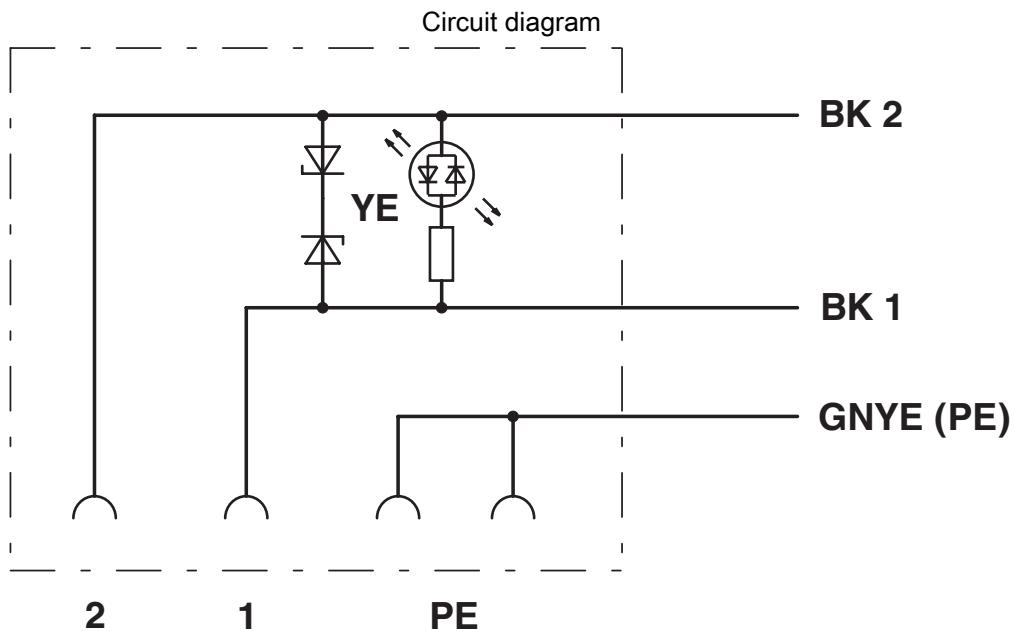 Circuit diagram
BK 2
YE
BK 1
GNYE (PE)
2 1 PE